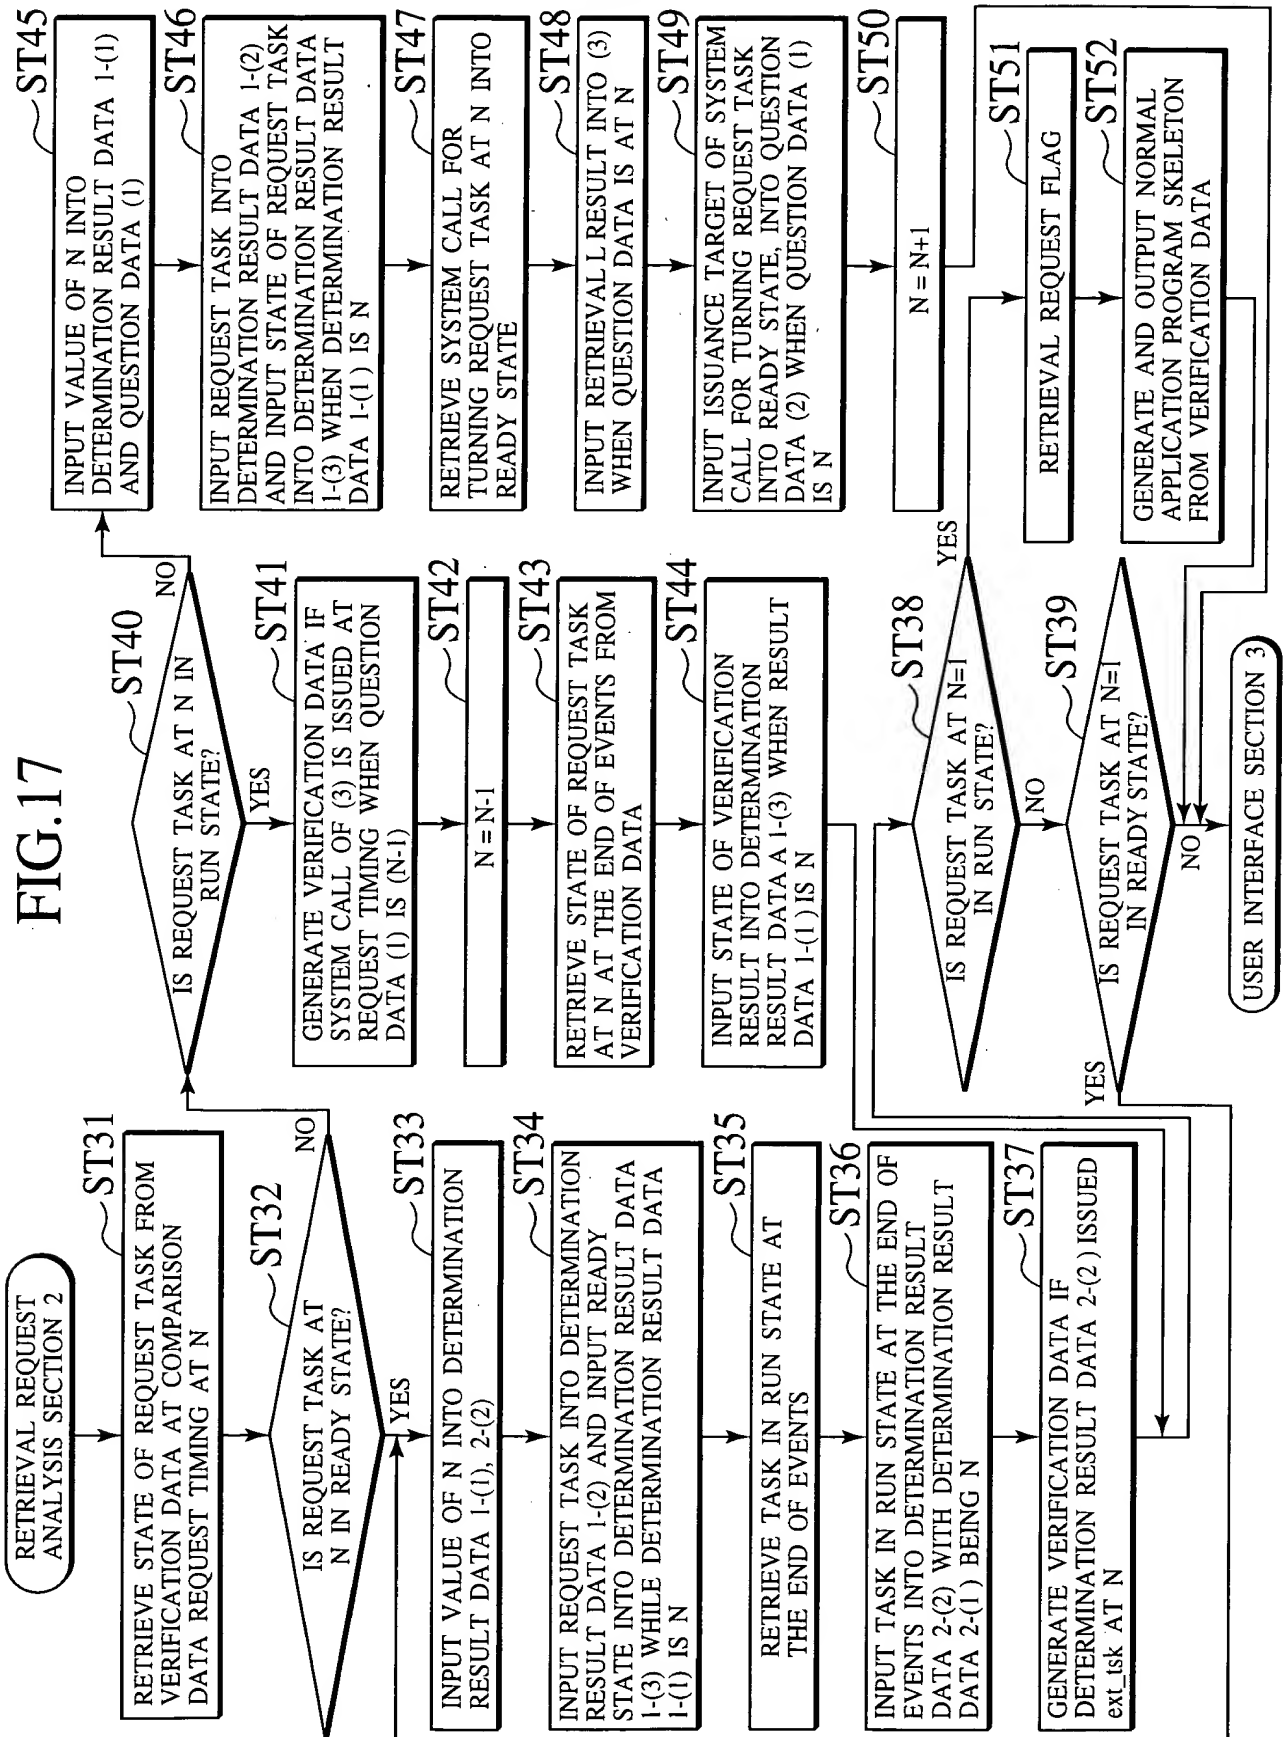 FIG.17
RETRIEVAL REQUEST
ANALYSIS SECTION 2
ST31
RETRIEVE STATE OF REQUEST TASK FROM
VERIFICATION DATA AT COMPARISON
DATA REQUEST TIMING AT N
ST32
IS REQUEST TASK AT
N IN READY STATE?
NO
YES
ST33
INPUT VALUE OF N INTO DETERMINATION
RESULT DATA 1-(1), 2-(2)
ST34
INPUT REQUEST TASK INTO DETERMINATION
RESULT DATA 1-(2) AND INPUT READY
STATE INTO DETERMINATION RESULT DATA
1-(3) WHILE DETERMINATION RESULT DATA
1-(1) IS N
ST35
RETRIEVE TASK IN RUN STATE AT
THE END OF EVENTS
ST36
INPUT TASK IN RUN STATE AT THE END OF
EVENTS INTO DETERMINATION RESULT
DATA 2-(2) WITH DETERMINATION RESULT
DATA 2-(1) BEING N
ST37
GENERATE VERIFICATION DATA IF
DETERMINATION RESULT DATA 2-(2) ISSUED
ext_tsk AT N
ST40
IS REQUEST TASK AT N IN
RUN STATE?
NO
YES
ST41
GENERATE VERIFICATION DATA IF
SYSTEM CALL OF (3) IS ISSUED AT
REQUEST TIMING WHEN QUESTION
DATA (1) IS (N-1)
ST42
N = N-1
ST43
RETRIEVE STATE OF REQUEST TASK
AT N AT THE END OF EVENTS FROM
VERIFICATION DATA
ST44
INPUT STATE OF VERIFICATION
RESULT INTO DETERMINATION
RESULT DATA A 1-(3) WHEN RESULT
DATA 1-(1) IS N
ST38
IS REQUEST TASK AT N=1
IN RUN STATE?
YES
NO
ST39
IS REQUEST TASK AT N=1
IN READY STATE?
YES
NO
USER INTERFACE SECTION 3
ST45
INPUT VALUE OF N INTO
DETERMINATION RESULT DATA 1-(1)
AND QUESTION DATA (1)
ST46
INPUT REQUEST TASK INTO
DETERMINATION RESULT DATA 1-(2)
AND INPUT STATE OF REQUEST TASK
INTO DETERMINATION RESULT DATA
1-(3) WHEN DETERMINATION RESULT
DATA 1-(1) IS N
ST47
RETRIEVE SYSTEM CALL FOR
TURNING REQUEST TASK AT N INTO
READY STATE
ST48
INPUT RETRIEVAL L RESULT INTO (3)
WHEN QUESTION DATA IS AT N
ST49
INPUT ISSUANCE TARGET OF SYSTEM
CALL FOR TURNING REQUEST TASK
INTO READY STATE, INTO QUESTION
DATA (2) WHEN QUESTION DATA (1)
IS N
ST50
N = N+1
ST51
RETRIEVAL REQUEST FLAG
ST52
GENERATE AND OUTPUT NORMAL
APPLICATION PROGRAM SKELETON
FROM VERIFICATION DATA